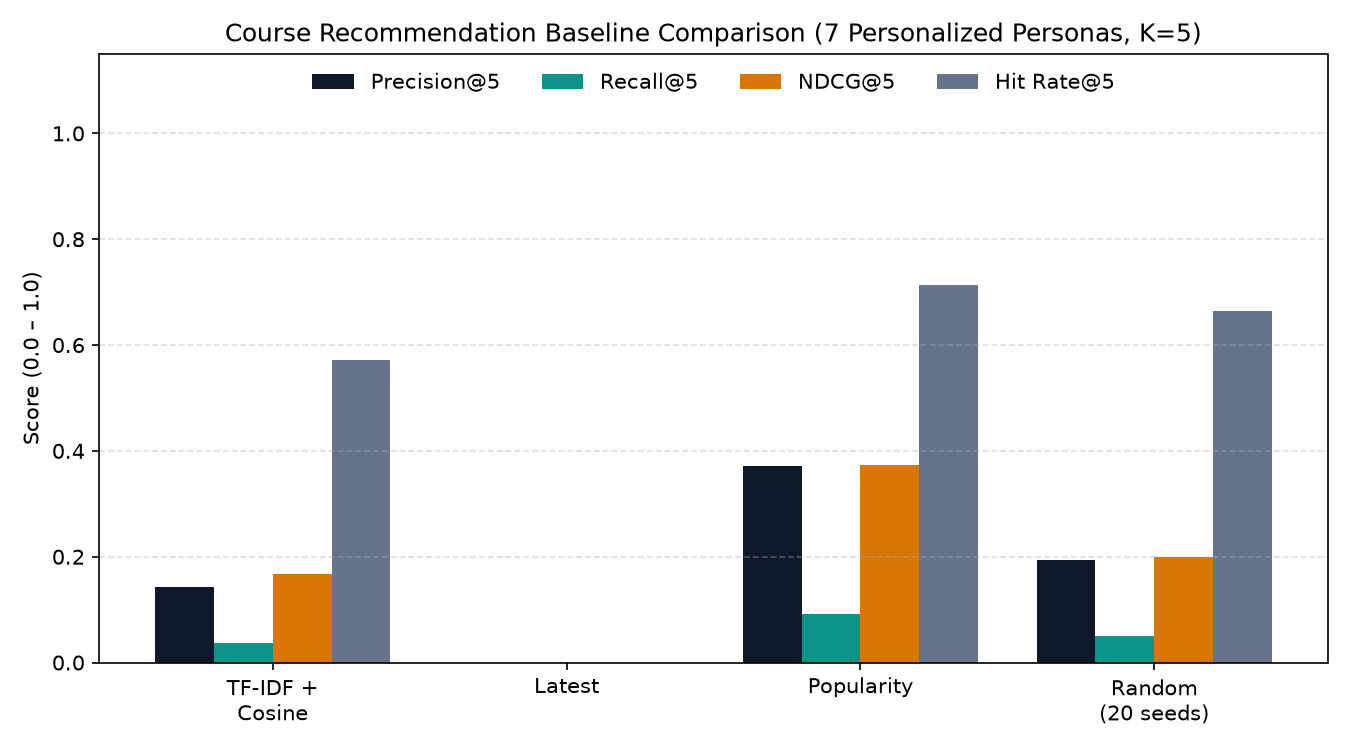 Course Recommendation Baseline Comparison (7 Personalized Personas, K=5)
Precision@5
Recall@5
NDCG@5
Hit Rate@5
Score (0.0 – 1.0)
1.0
0.8
0.6
0.4
0.2
0.0
TF-IDF +
Cosine
Latest
Popularity
Random
(20 seeds)